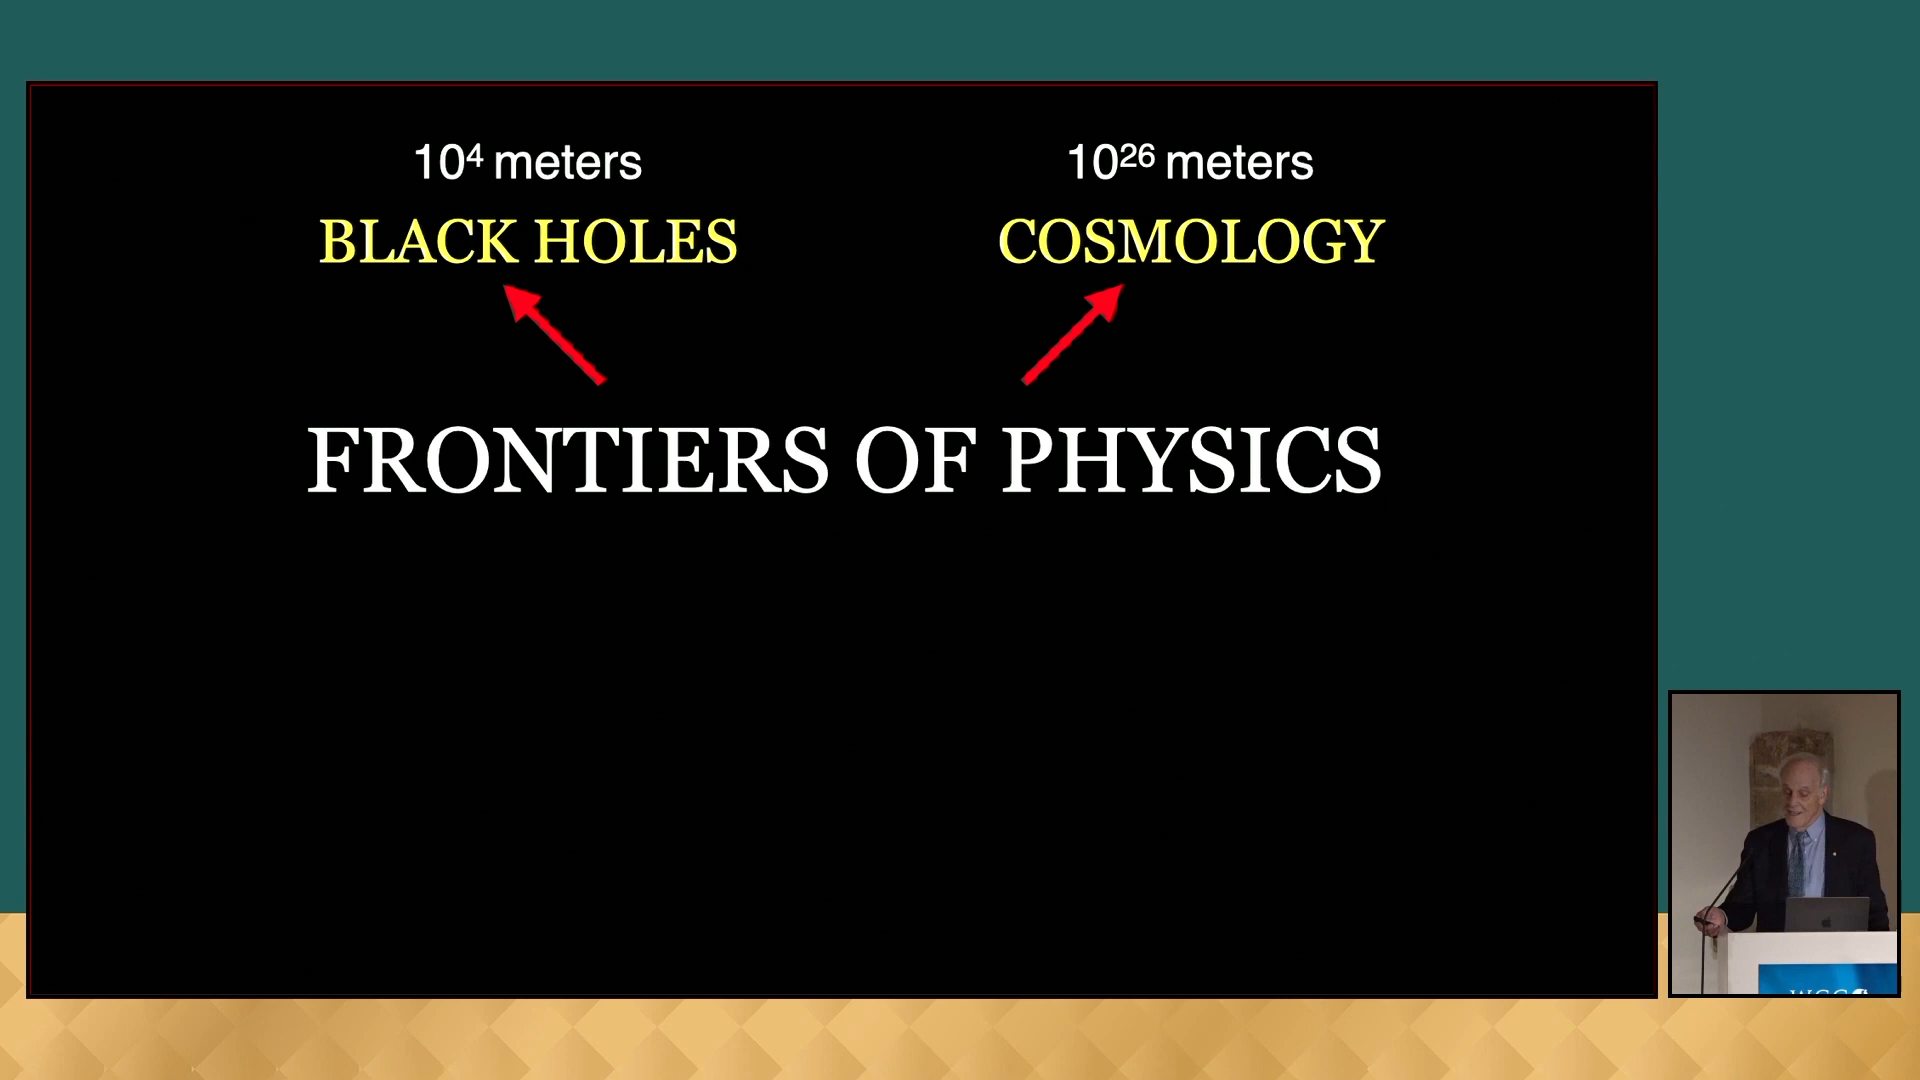 10⁴ meters
10²⁶ meters
BLACK HOLES
COSMOLOGY
FRONTIERS OF PHYSICS